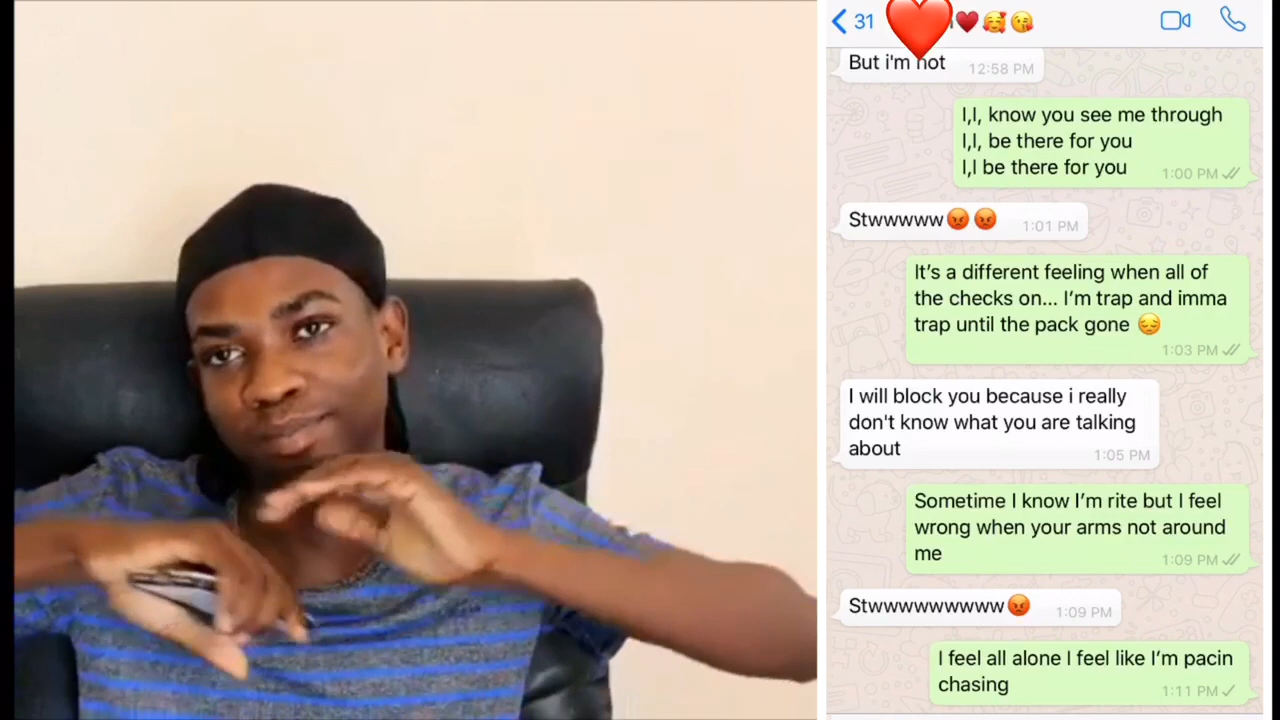 31 ♥️🥰😘
But i'm not
12:58 PM
I,I, know you see me through
I,I, be there for you
I,I be there for you
1:00 PM
Stwwwww😡😡
1:01 PM
It's a different feeling when all of
the checks on... I'm trap and imma
trap until the pack gone 😔
1:03 PM
I will block you because i really
don't know what you are talking
about
1:05 PM
Sometime I know I'm rite but I feel
wrong when your arms not around
me
1:09 PM
Stwwwwwwwww😡
1:09 PM
I feel all alone I feel like I'm pacin
chasing
1:11 PM